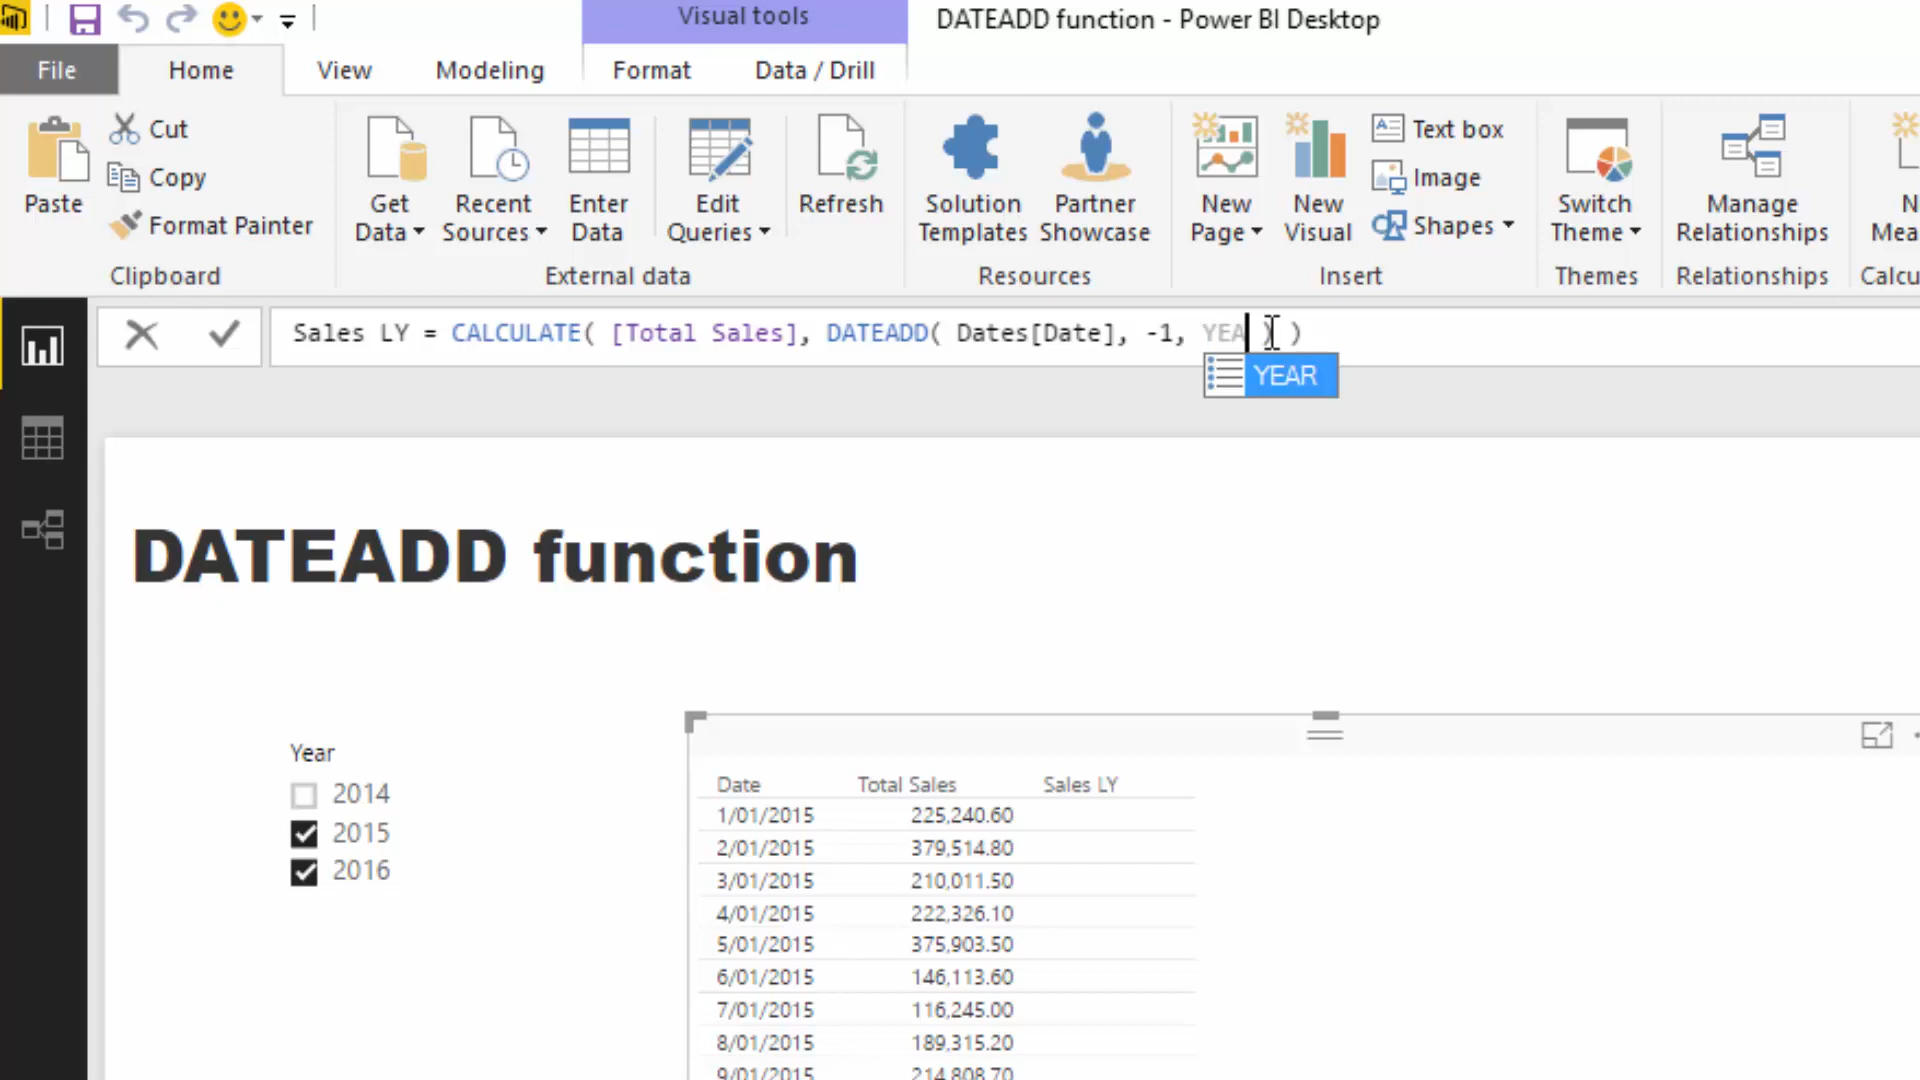 Visual tools
DATEADD function - Power BI Desktop
File Home View Modeling Format Data / Drill
Paste
Cut
Copy
Format Painter
Clipboard
Get Data
Recent Sources
Enter Data
Edit Queries
Refresh
External data
Solution Templates
Partner Showcase
Resources
New Page
New Visual
Text box
Image
Shapes
Insert
Switch Theme
Themes
Manage Relationships
Relationships
Sales LY = CALCULATE( [Total Sales], DATEADD( Dates[Date], -1, YEA ) )
YEAR
DATEADD function
Year
2014
2015
2016
Date Total Sales Sales LY
1/01/2015 225,240.60
2/01/2015 379,514.80
3/01/2015 210,011.50
4/01/2015 222,326.10
5/01/2015 375,903.50
6/01/2015 146,113.60
7/01/2015 116,245.00
8/01/2015 189,315.20
9/01/2015 214,808.70